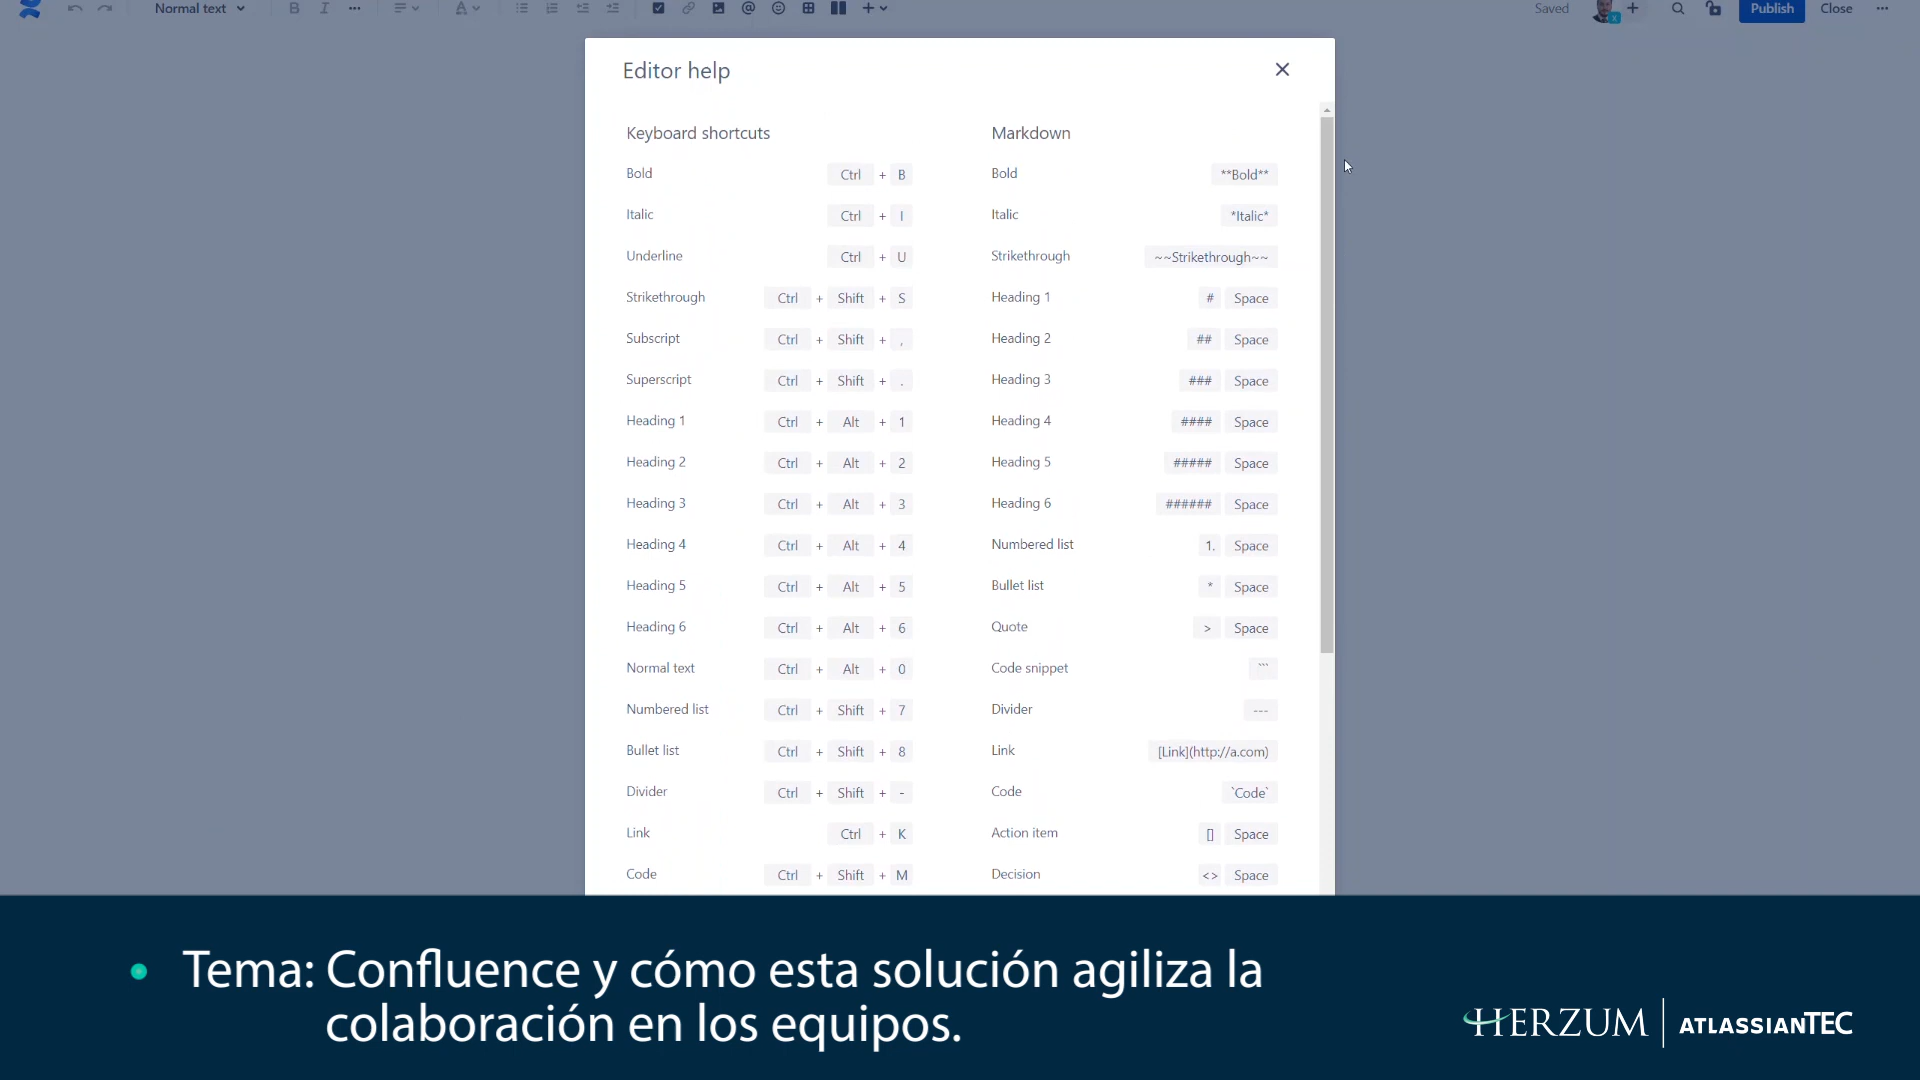 Normal text
B
I
A
Saved
Publish
Close
Editor help
Keyboard shortcuts
Bold Ctrl + B
Italic Ctrl + I
Underline Ctrl + U
Strikethrough Ctrl + Shift + S
Subscript Ctrl + Shift + ,
Superscript Ctrl + Shift + .
Heading 1 Ctrl + Alt + 1
Heading 2 Ctrl + Alt + 2
Heading 3 Ctrl + Alt + 3
Heading 4 Ctrl + Alt + 4
Heading 5 Ctrl + Alt + 5
Heading 6 Ctrl + Alt + 6
Normal text Ctrl + Alt + 0
Numbered list Ctrl + Shift + 7
Bullet list Ctrl + Shift + 8
Divider Ctrl + Shift + -
Link Ctrl + K
Code Ctrl + Shift + M
Markdown
Bold **Bold**
Italic *Italic*
Strikethrough ~~Strikethrough~~
Heading 1 # Space
Heading 2 ## Space
Heading 3 ### Space
Heading 4 #### Space
Heading 5 ##### Space
Heading 6 ###### Space
Numbered list 1. Space
Bullet list * Space
Quote > Space
Code snippet ```
Divider ---
Link [Link](http://a.com)
Code `Code`
Action item [] Space
Decision <> Space
• Tema: Confluence y cómo esta solución agiliza la
colaboración en los equipos.
HERZUM | ATLASSIANTEC